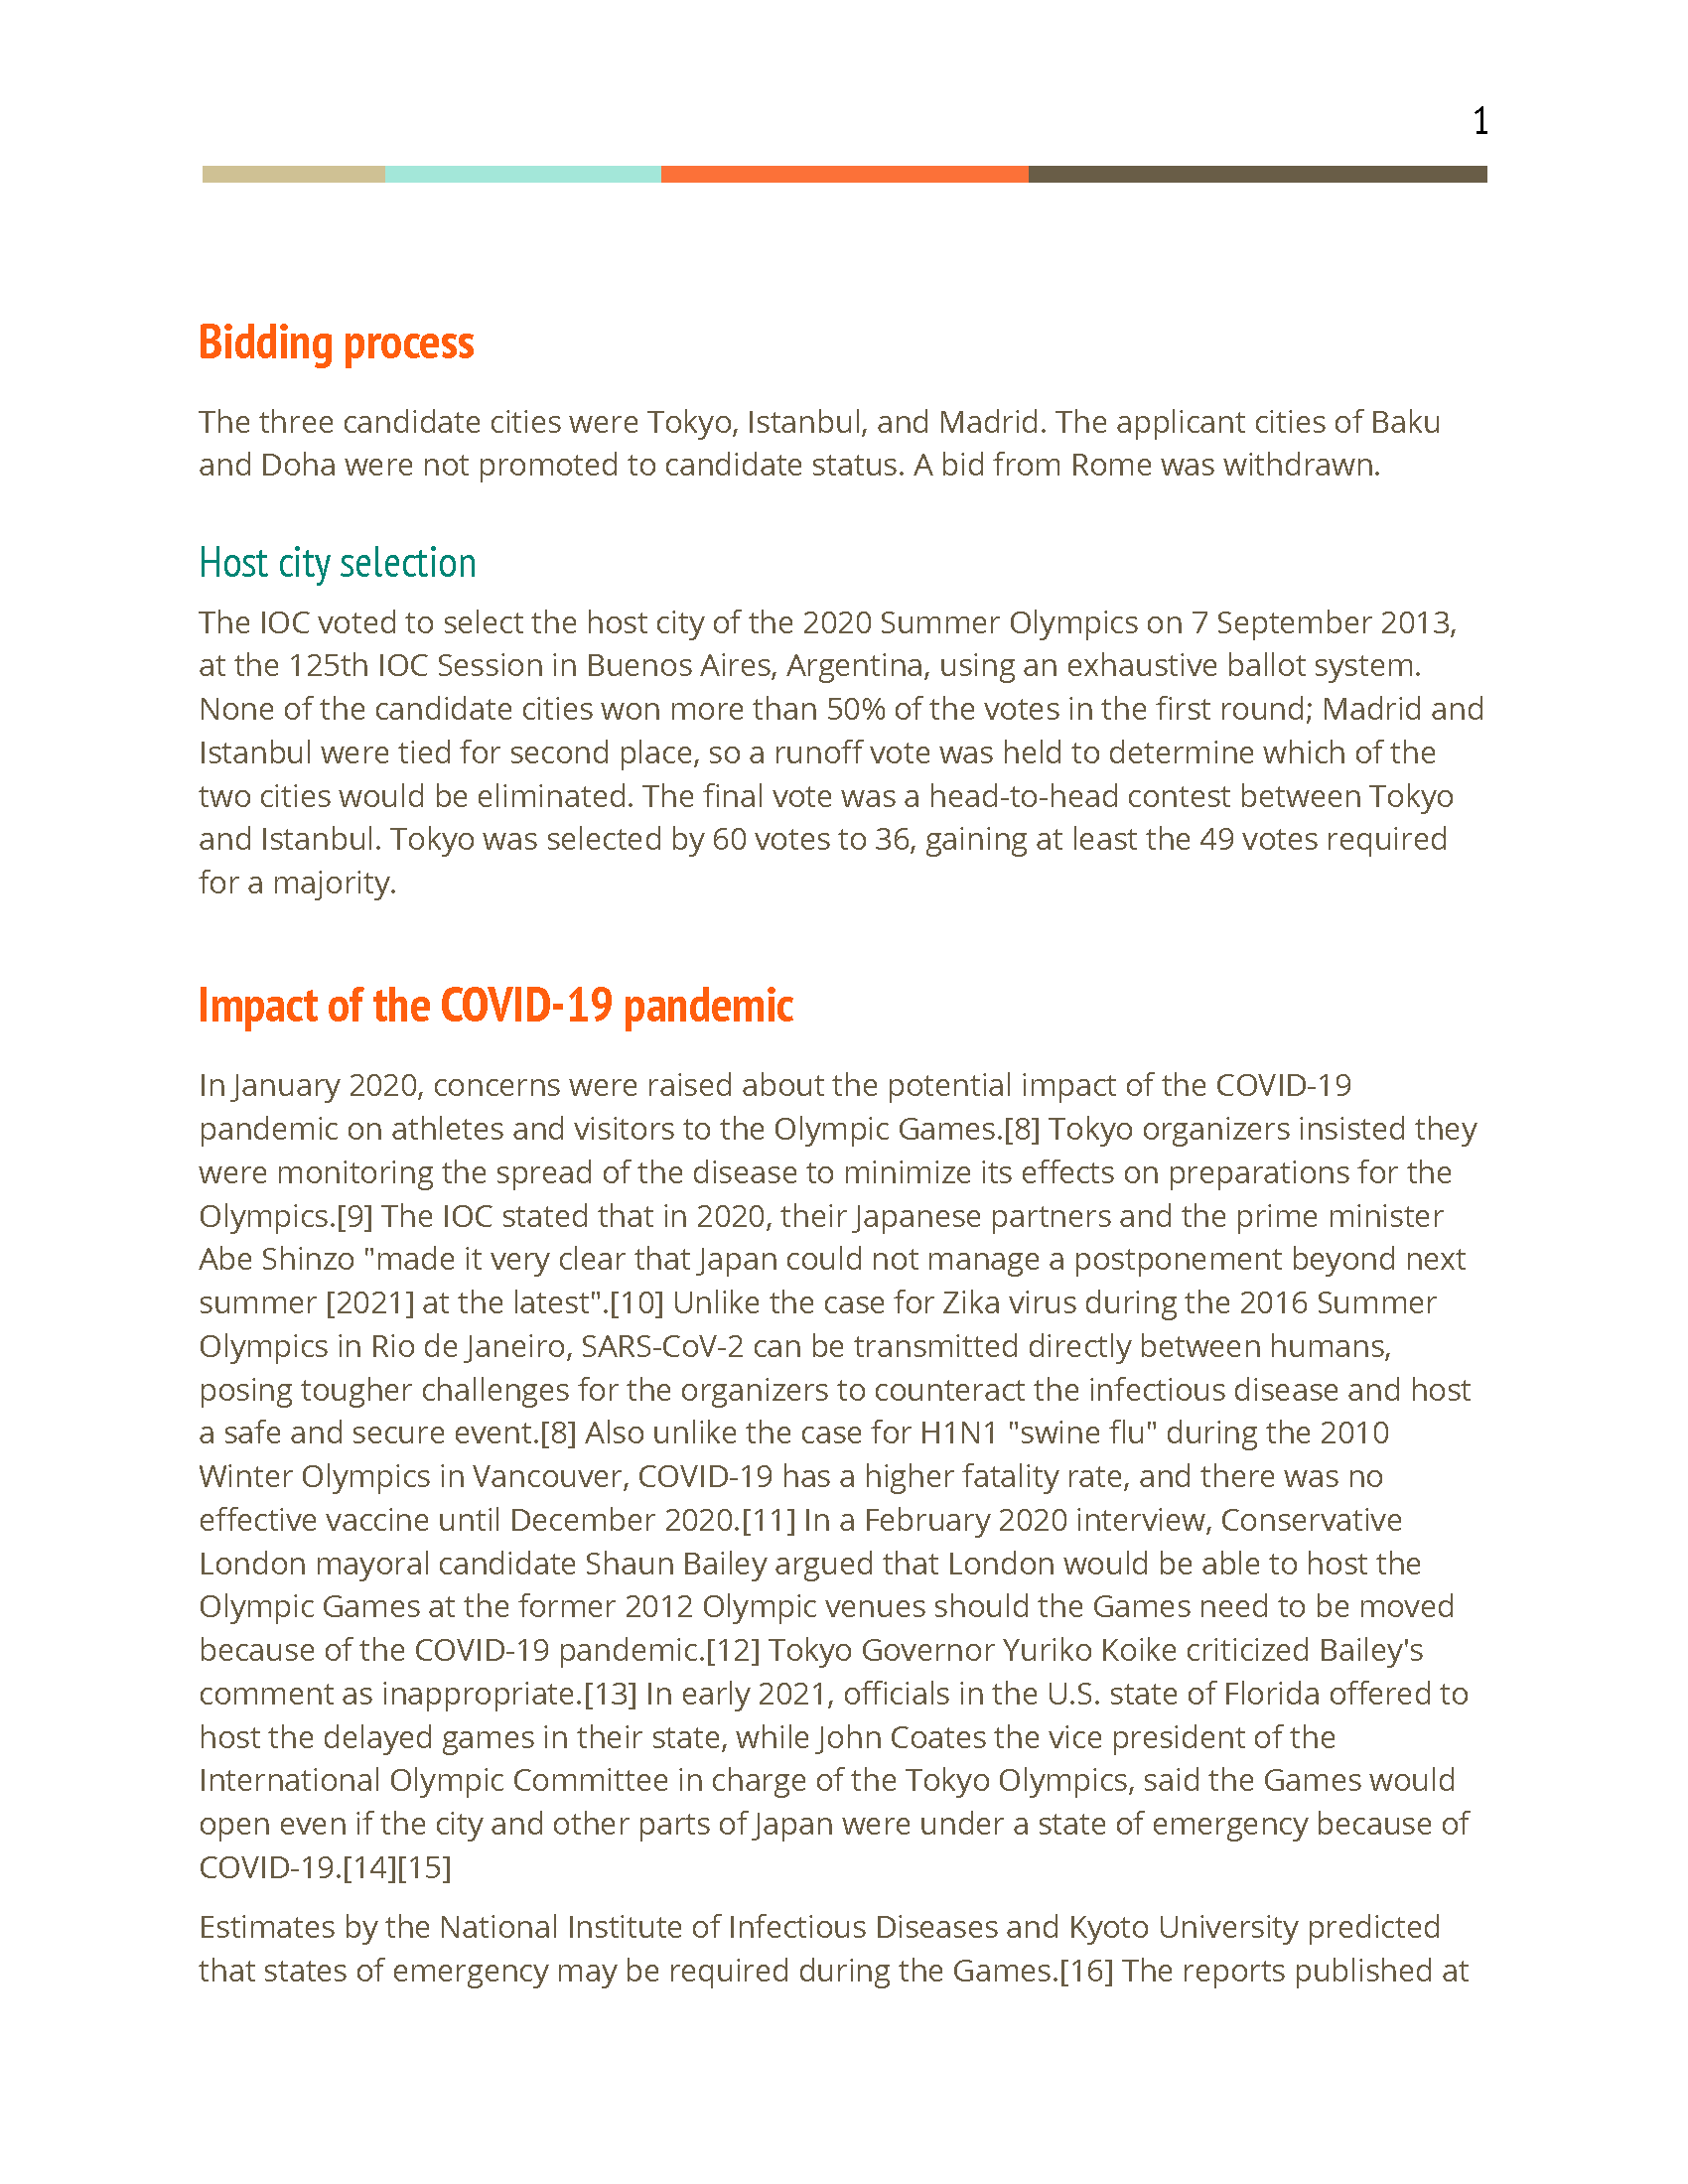 1
Bidding process
The three candidate cities were Tokyo, Istanbul, and Madrid. The applicant cities of Baku
and Doha were not promoted to candidate status. A bid from Rome was withdrawn.
Host city selection
The IOC voted to select the host city of the 2020 Summer Olympics on 7 September 2013,
at the 125th IOC Session in Buenos Aires, Argentina, using an exhaustive ballot system.
None of the candidate cities won more than 50% of the votes in the first round; Madrid and
Istanbul were tied for second place, so a runoff vote was held to determine which of the
two cities would be eliminated. The final vote was a head-to-head contest between Tokyo
and Istanbul. Tokyo was selected by 60 votes to 36, gaining at least the 49 votes required
for a majority.
Impact of the COVID-19 pandemic
In January 2020, concerns were raised about the potential impact of the COVID-19
pandemic on athletes and visitors to the Olympic Games.[8] Tokyo organizers insisted they
were monitoring the spread of the disease to minimize its effects on preparations for the
Olympics.[9] The IOC stated that in 2020, their Japanese partners and the prime minister
Abe Shinzo "made it very clear that Japan could not manage a postponement beyond next
summer [2021] at the latest".[10] Unlike the case for Zika virus during the 2016 Summer
Olympics in Rio de Janeiro, SARS-CoV-2 can be transmitted directly between humans,
posing tougher challenges for the organizers to counteract the infectious disease and host
a safe and secure event.[8] Also unlike the case for H1N1 "swine flu" during the 2010
Winter Olympics in Vancouver, COVID-19 has a higher fatality rate, and there was no
effective vaccine until December 2020.[11] In a February 2020 interview, Conservative
London mayoral candidate Shaun Bailey argued that London would be able to host the
Olympic Games at the former 2012 Olympic venues should the Games need to be moved
because of the COVID-19 pandemic.[12] Tokyo Governor Yuriko Koike criticized Bailey's
comment as inappropriate.[13] In early 2021, officials in the U.S. state of Florida offered to
host the delayed games in their state, while John Coates the vice president of the
International Olympic Committee in charge of the Tokyo Olympics, said the Games would
open even if the city and other parts of Japan were under a state of emergency because of
COVID-19.[14][15]
Estimates by the National Institute of Infectious Diseases and Kyoto University predicted
that states of emergency may be required during the Games.[16] The reports published at